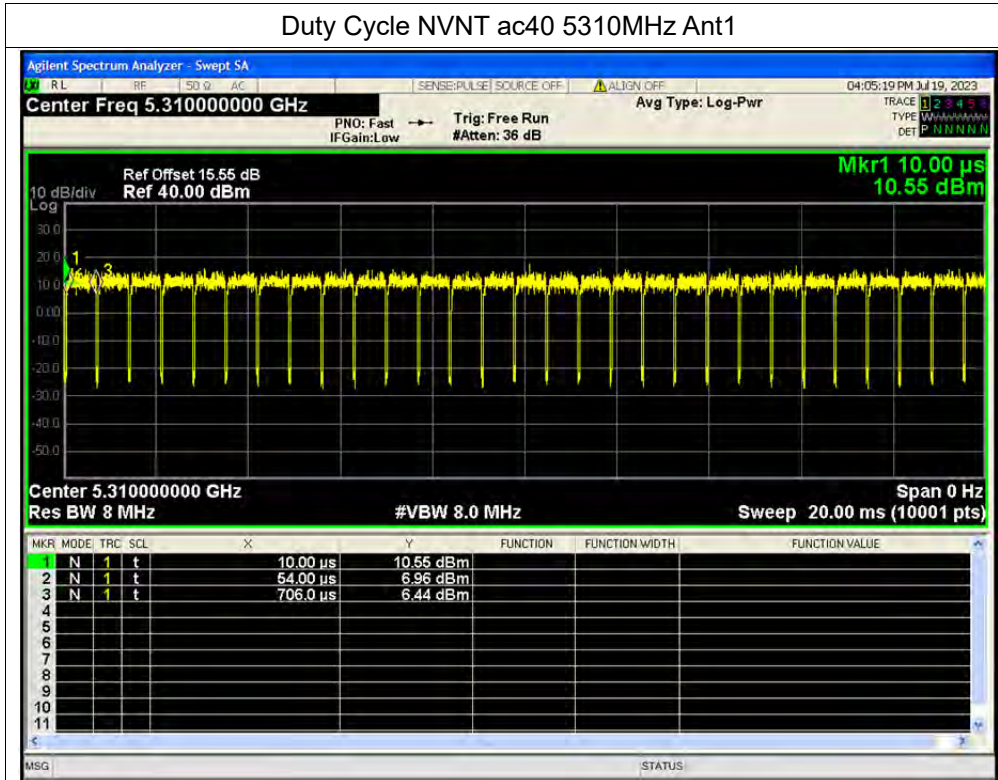 Duty Cycle NVNT ac40 5310MHz Ant1
Agilent Spectrum Analyzer - Swept SA
RL RF 50 Ω AC SENSE:PULSE SOURCE OFF ALIGN OFF 04:05:19 PM Jul 19, 2023
Center Freq 5.310000000 GHz Avg Type: Log-Pwr TRACE 1 2 3 4 5 6
PNO: Fast Trig: Free Run TYPE W
IFGain:Low #Atten: 36 dB DET P N N N N N
Mkr1 10.00 µs
Ref Offset 15.55 dB
10 dB/div Ref 40.00 dBm 10.55 dBm
Log
30.0
20.0
10.0
0.00
-10.0
-20.0
-30.0
-40.0
-50.0
1
2 3
Center 5.310000000 GHz Span 0 Hz
Res BW 8 MHz #VBW 8.0 MHz Sweep 20.00 ms (10001 pts)
MKR MODE TRC SCL X Y FUNCTION FUNCTION WIDTH FUNCTION VALUE
1 N 1 t 10.00 µs 10.55 dBm
2 N 1 t 54.00 µs 6.96 dBm
3 N 1 t 706.0 µs 6.44 dBm
4
5
6
7
8
9
10
11
MSG STATUS